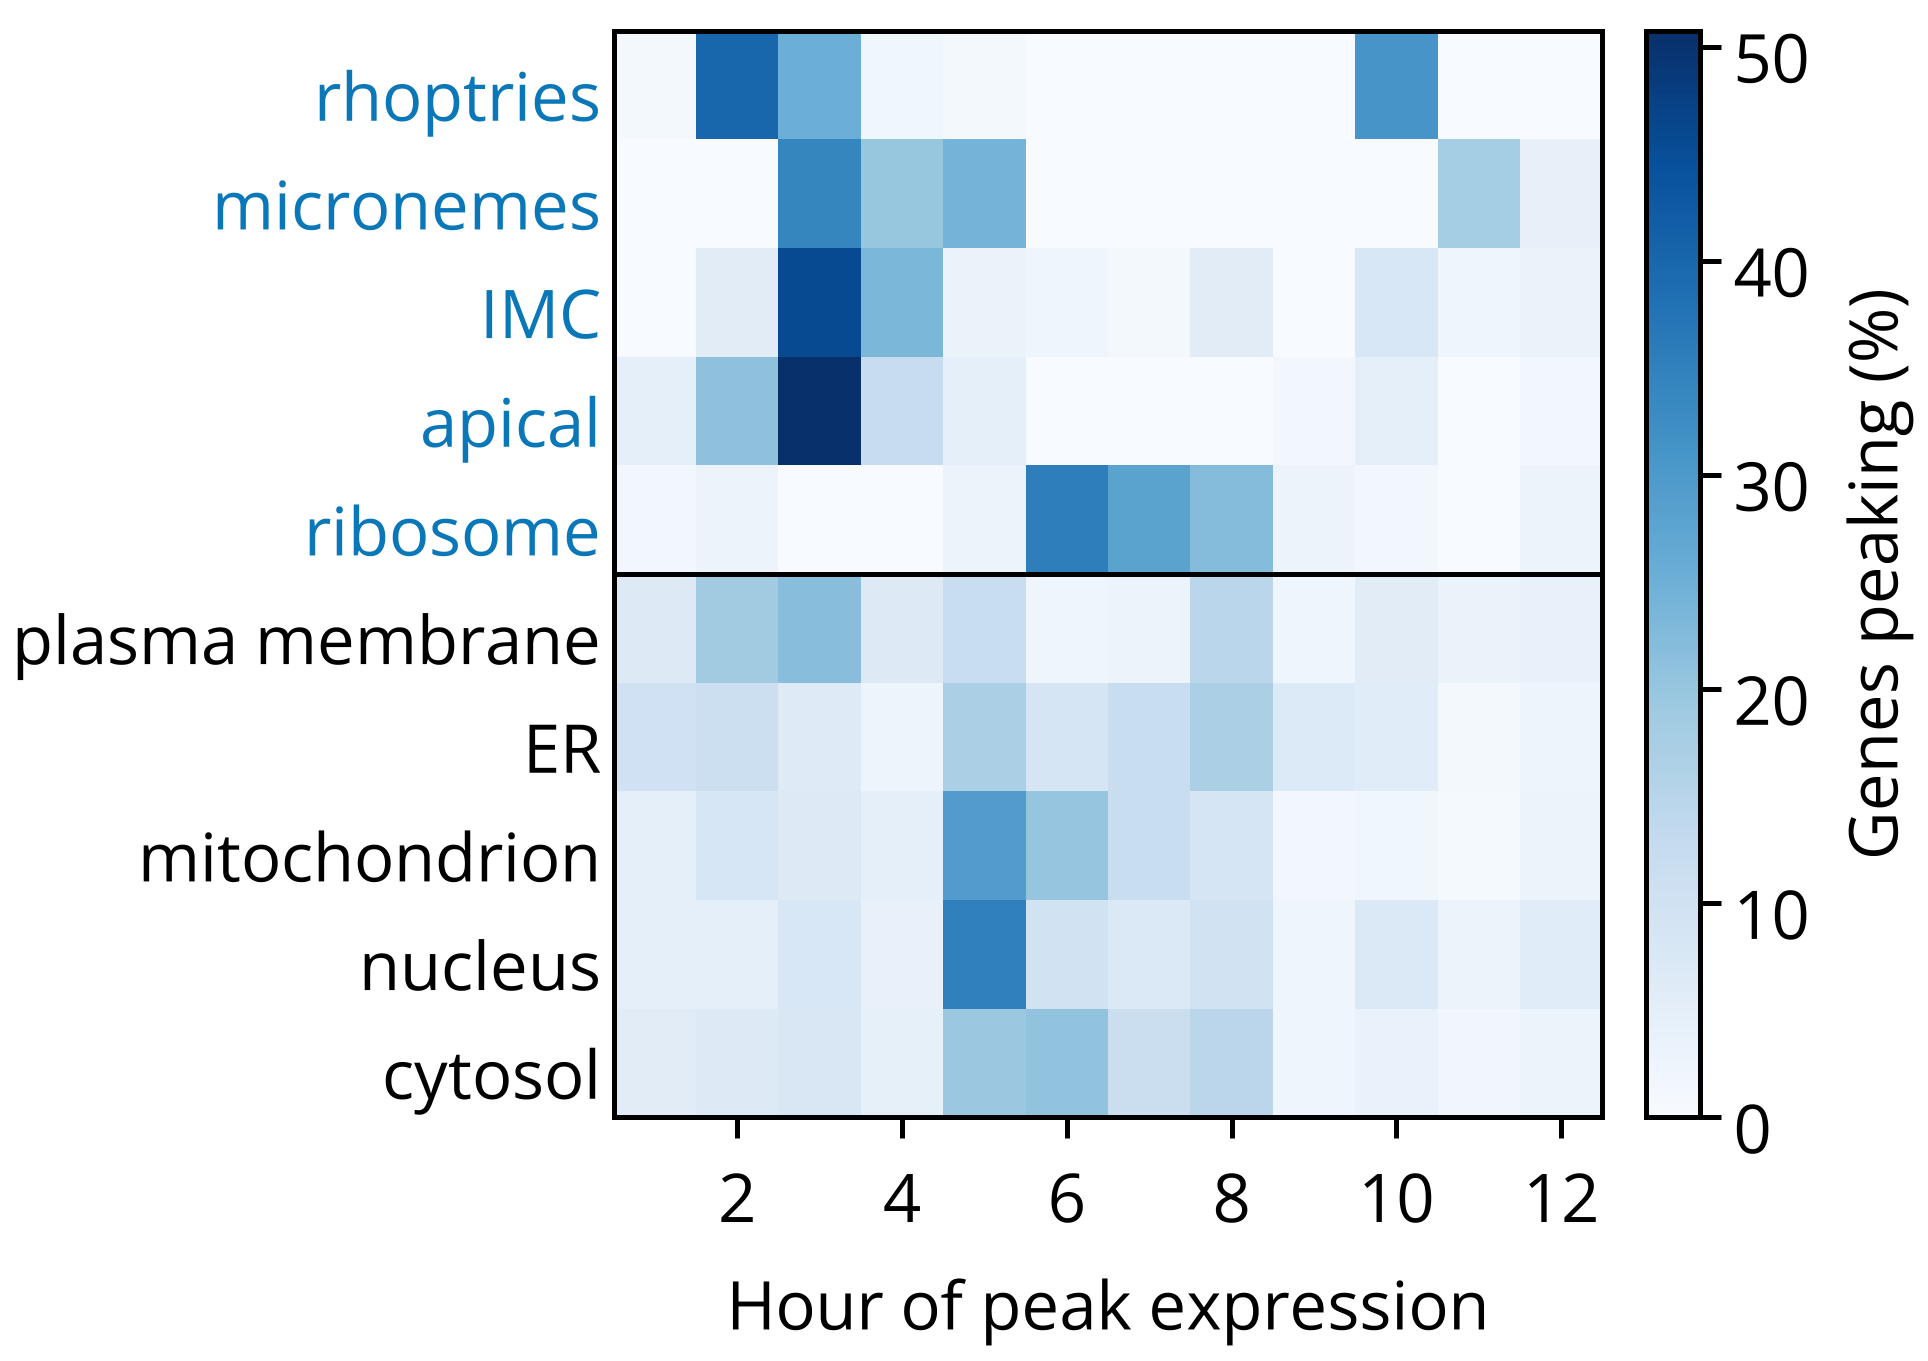 rhoptries
micronemes
IMC
apical
ribosome
plasma membrane
ER
mitochondrion
nucleus
cytosol
2 4 6 8 10 12
Hour of peak expression
50
40
30
20
10
0
Genes peaking (%)